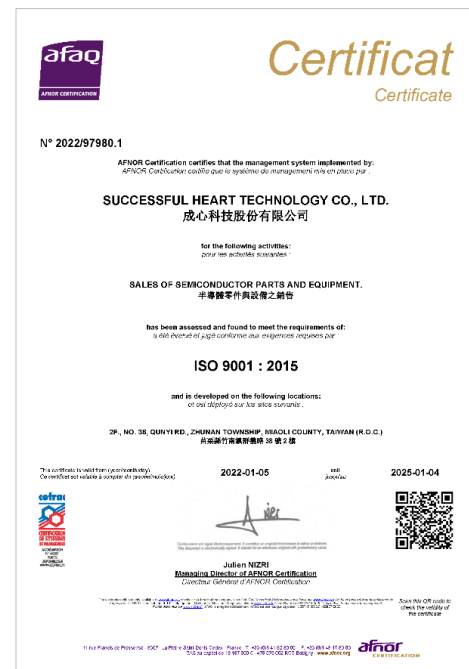 afaq
AFNOR CERTIFICATION
Certificat
Certificate
N° 2022/97980.1
AFNOR Certification certifies that the management system implemented by:
AFNOR Certification certifie que le système de management mis en place par :
SUCCESSFUL HEART TECHNOLOGY CO., LTD.
成心科技股份有限公司
for the following activities:
pour les activités suivantes :
SALES OF SEMICONDUCTOR PARTS AND EQUIPMENT.
半導體零件與設備之銷售
has been assessed and found to meet the requirements of:
a été évalué et jugé conforme aux exigences requises par :
ISO 9001 : 2015
and is developed on the following locations:
et est déployé sur les sites suivants :
2F., NO. 38, QUNYI RD., ZHUNAN TOWNSHIP, MIAOLI COUNTY, TAIWAN (R.O.C.)
苗栗縣竹南鎮群義路 38 號 2 樓
This certificate is valid from (year/month/day)
Ce certificat est valable à compter du (année/mois/jour)
2022-01-05
until
jusqu'au
2025-01-04
cofrac
CERTIFICATION
DE SYSTEMES
DE MANAGEMENT
Julien NIZRI
Managing Director of AFNOR Certification
Directeur Général d'AFNOR Certification
Scan this QR code to
check the validity of
the certificate
afnor
CERTIFICATION